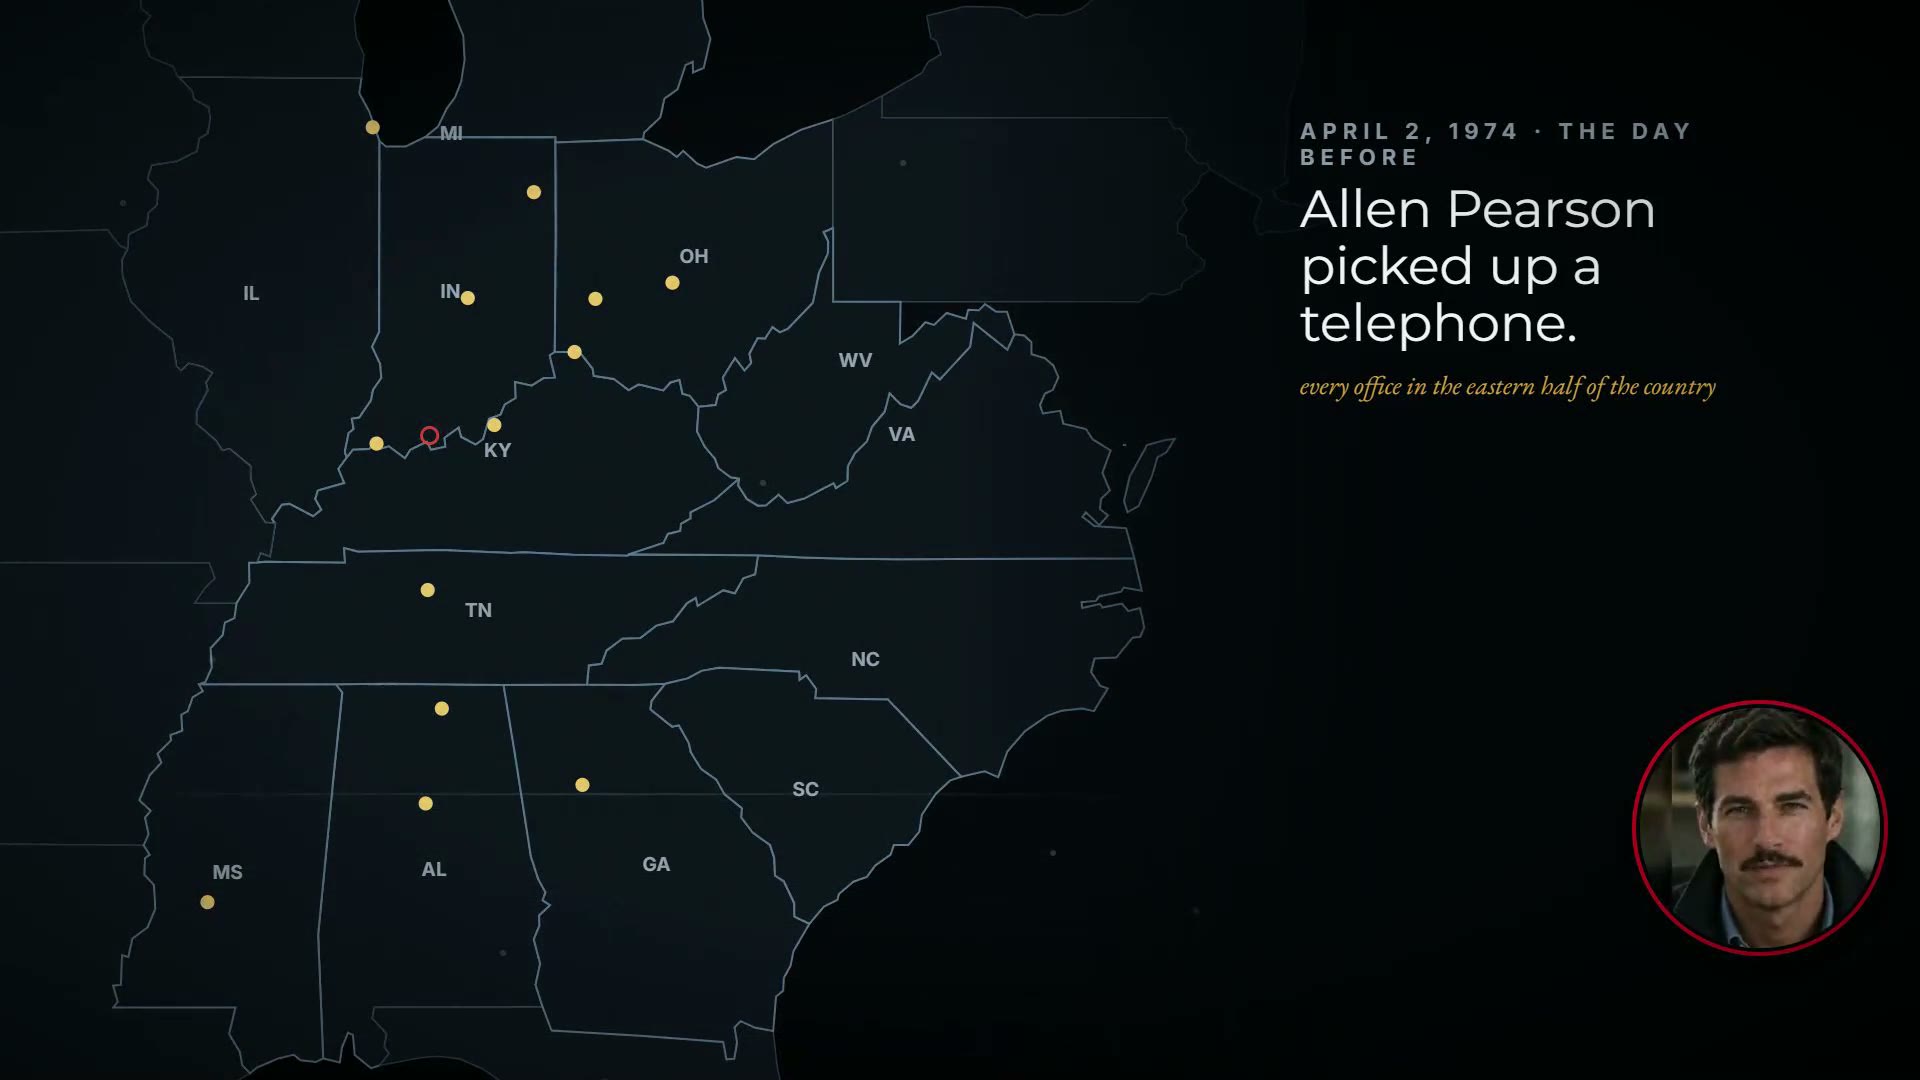 APRIL 2, 1974 · THE DAY
BEFORE
Allen Pearson
picked up a
telephone.
every office in the eastern half of the country
MI
OH
IN
IL
WV
VA
KY
TN
NC
SC
GA
AL
MS